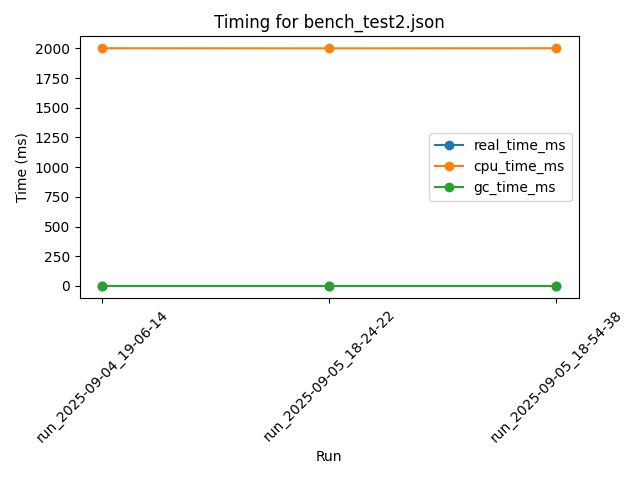 Timing for bench_test2.json
Time (ms)
2000
1750
1500
1250
1000
750
500
250
0
real_time_ms
cpu_time_ms
gc_time_ms
run_2025-09-04_19-06-14
run_2025-09-05_18-24-22
run_2025-09-05_18-54-38
Run